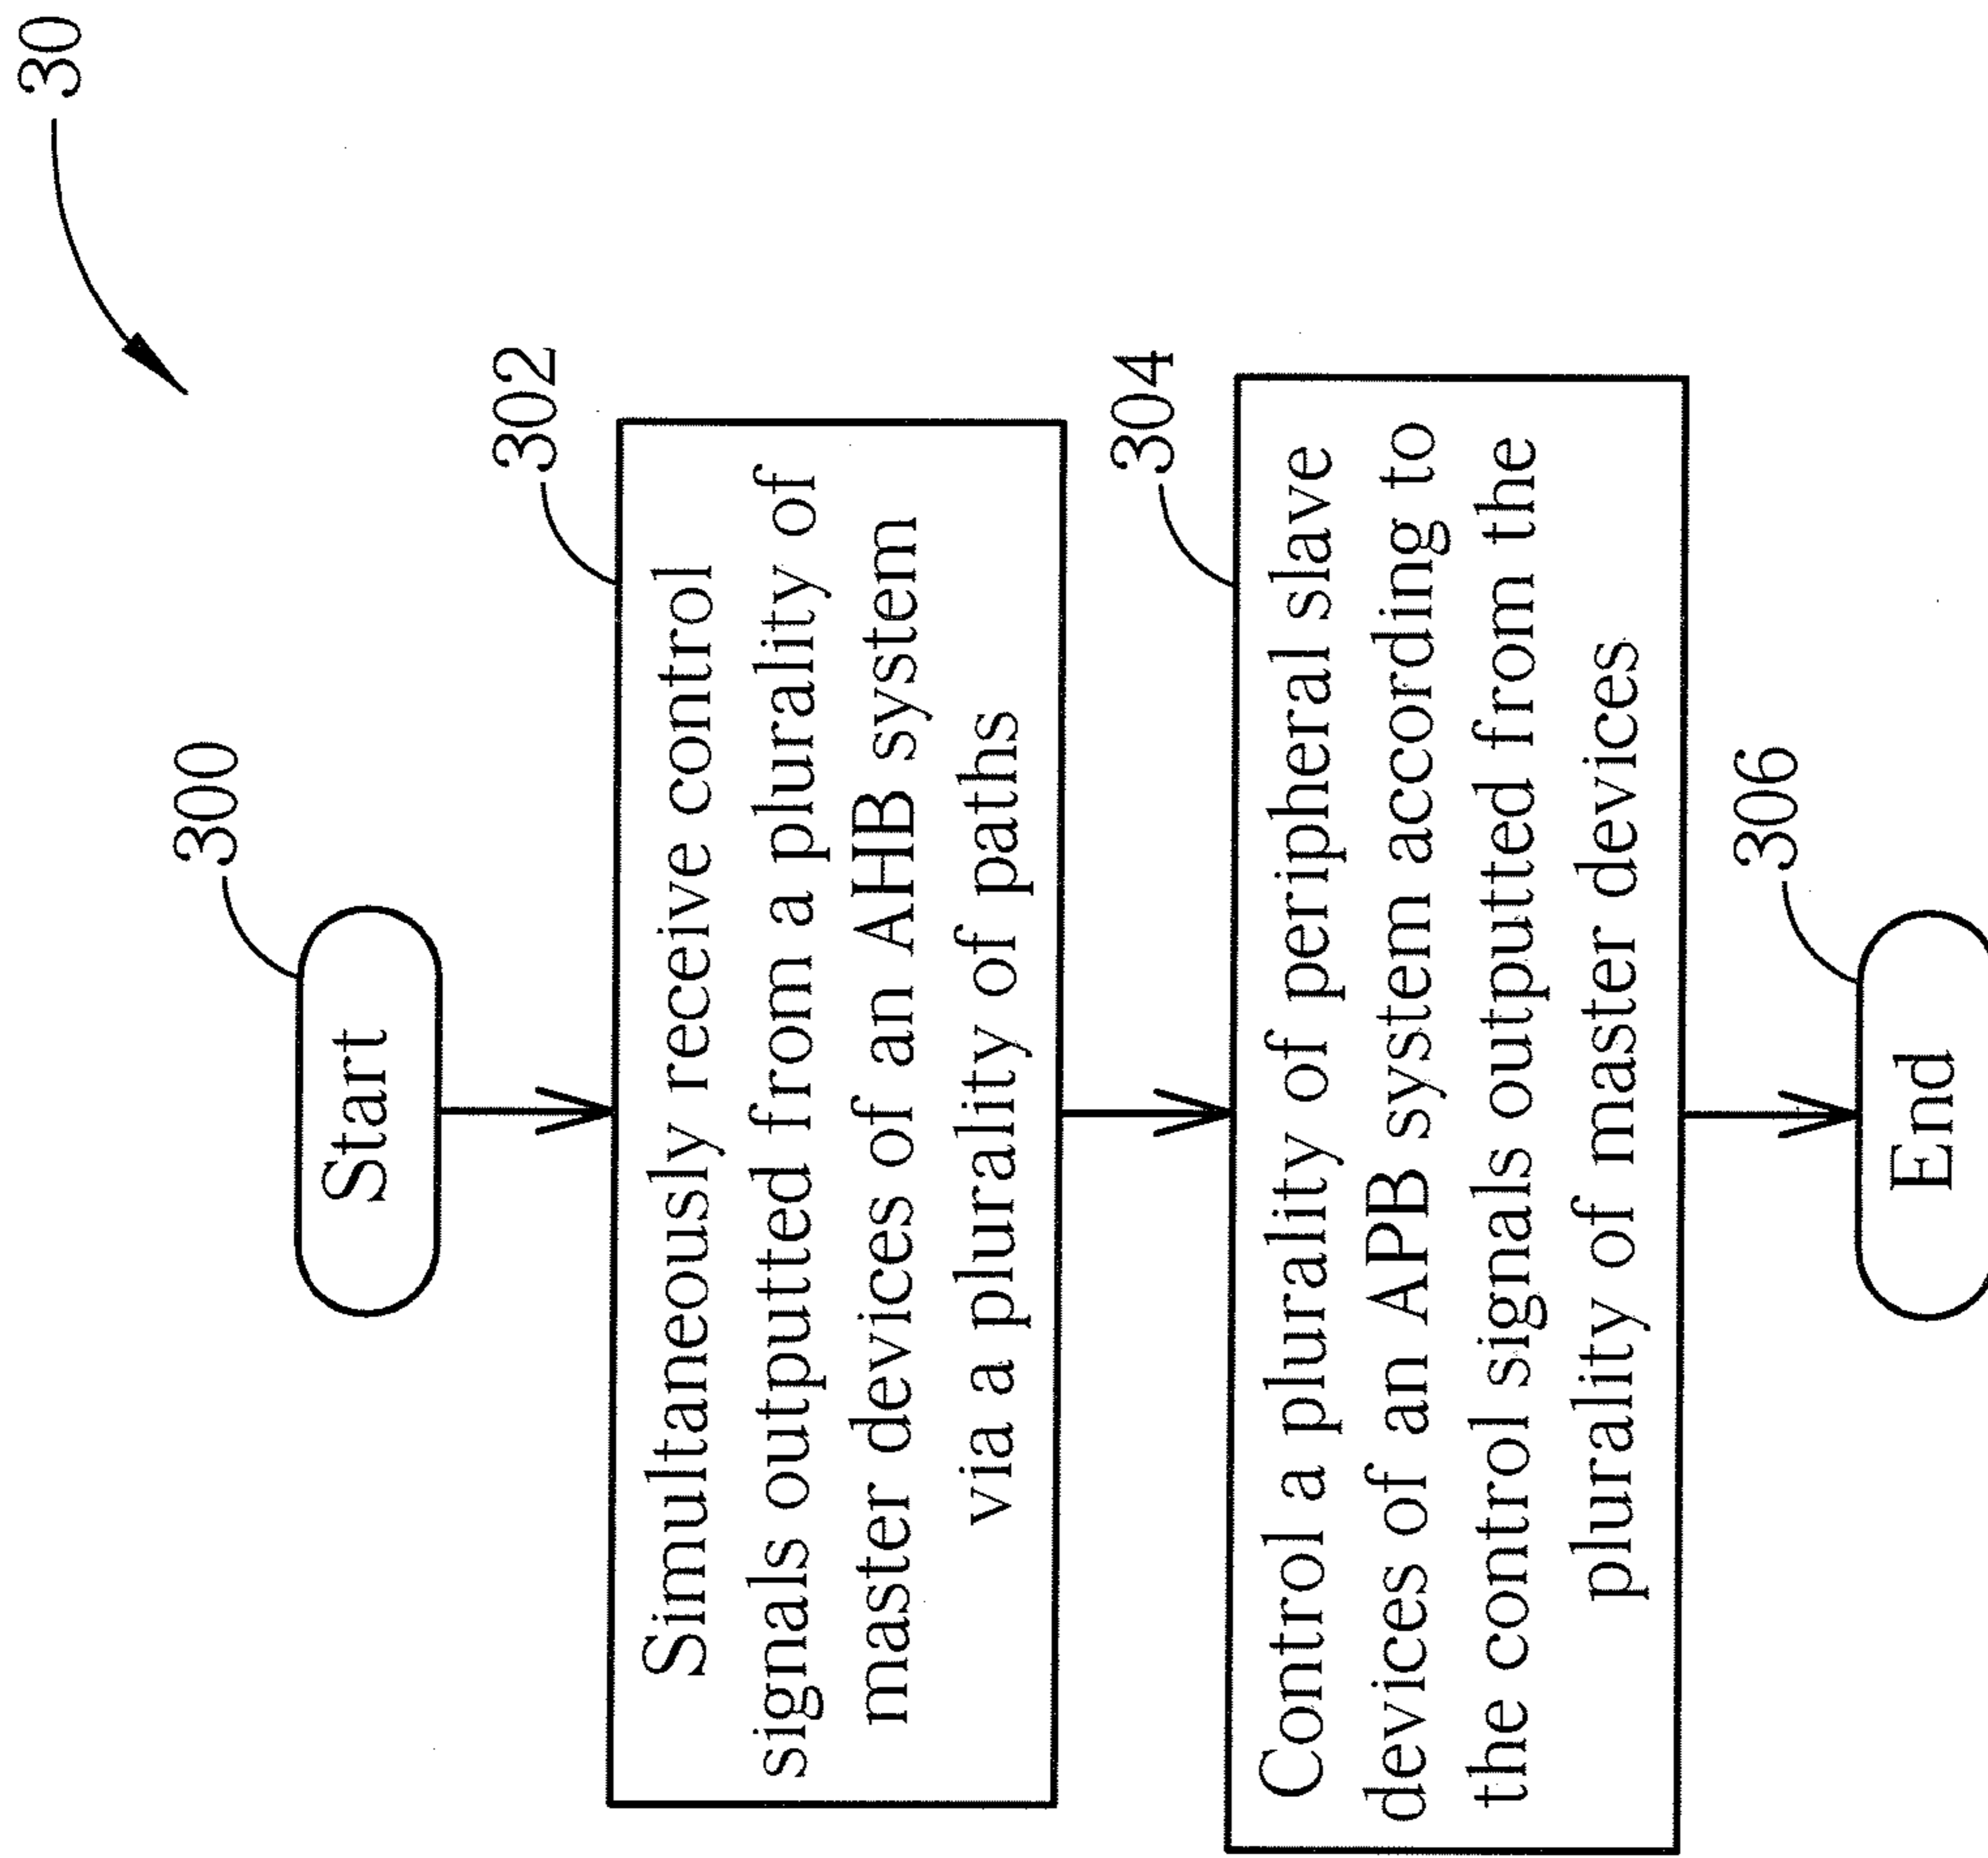 30
300
Start
302
Simultaneously receive control
signals outputted from a plurality of
master devices of an AHB system
via a plurality of paths
304
Control a plurality of peripheral slave
devices of an APB system according to
the control signals outputted from the
plurality of master devices
306
End